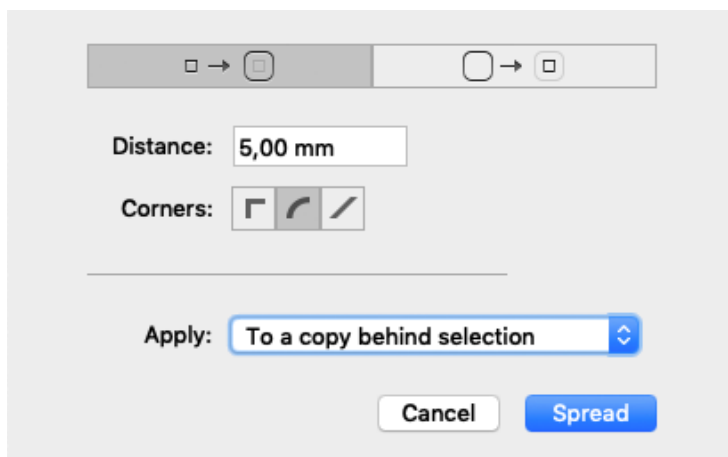 Distance: 5,00 mm
Corners:
Apply: To a copy behind selection
Cancel Spread